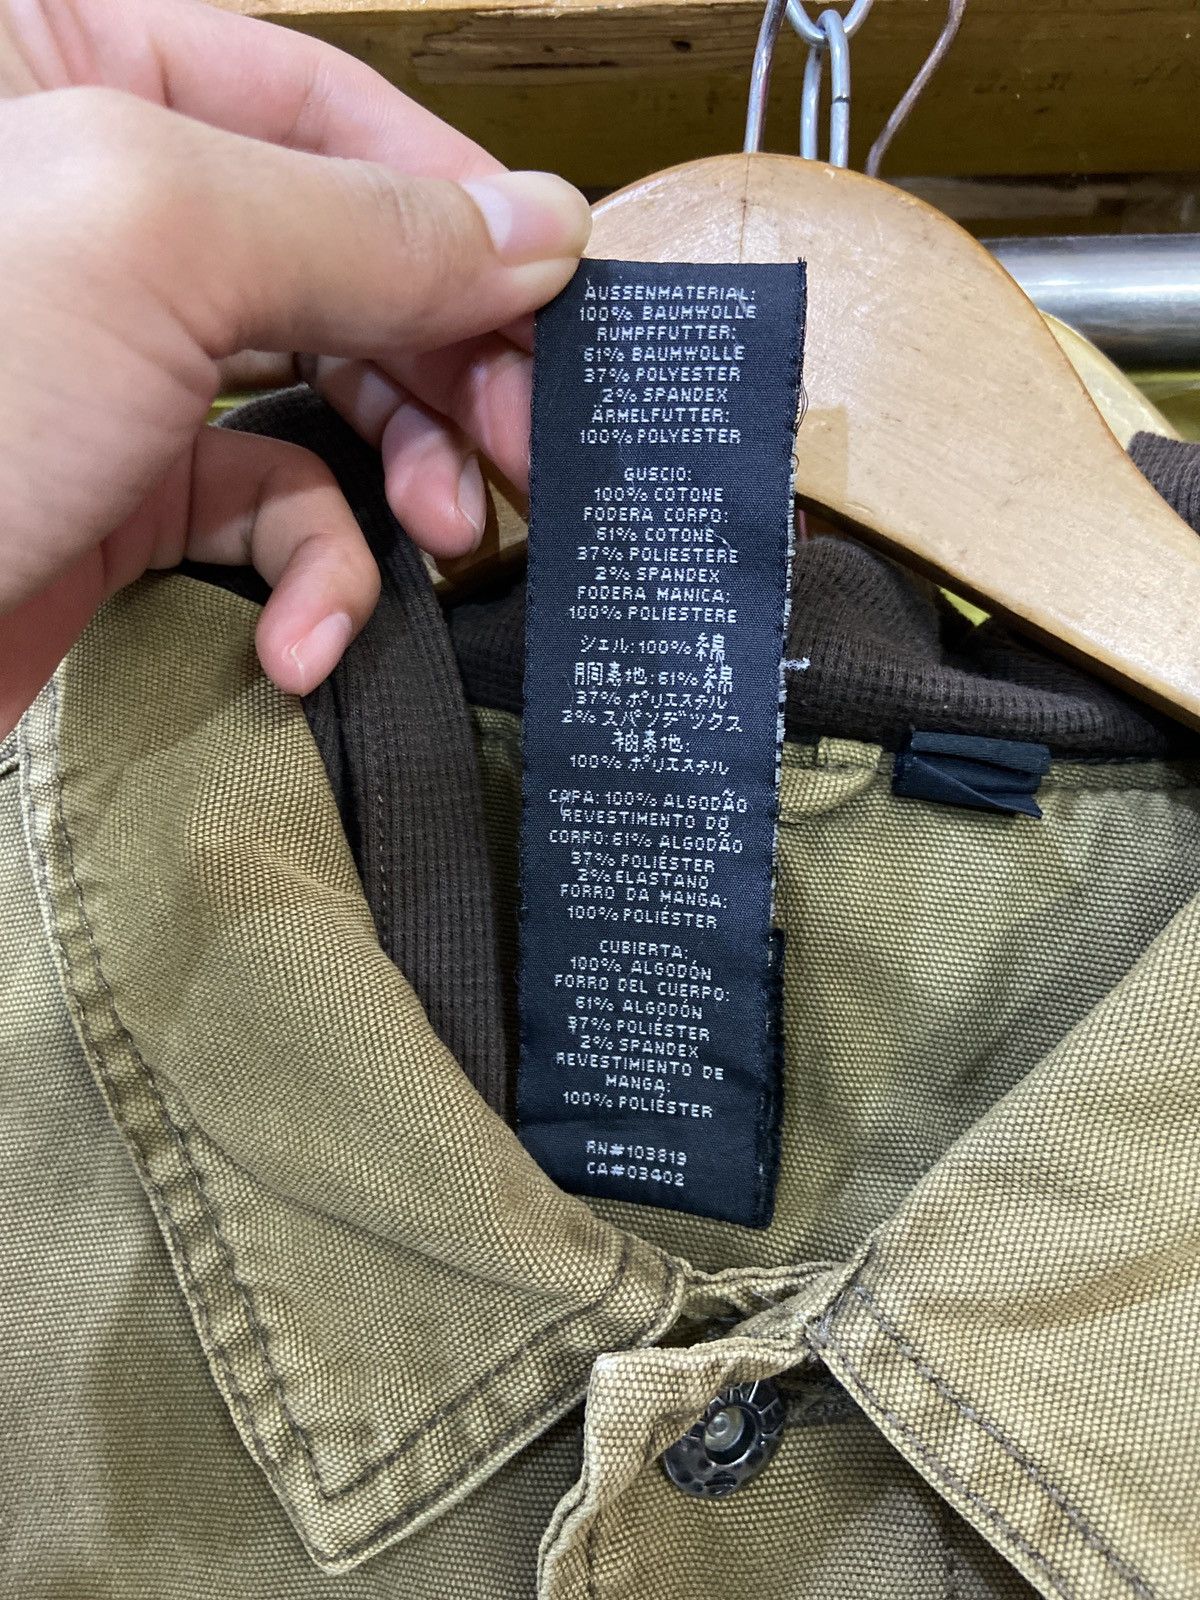 AUSSENMATERIAL:
100% BAUMWOLLE
RUMPFFUTTER:
61% BAUMWOLLE
37% POLYESTER
2% SPANDEX
ÄRMELFUTTER:
100% POLYESTER
GUSCIO:
100% COTONE
FODERA CORPO:
61% COTONE
37% POLIESTERE
2% SPANDEX
FODERA MANICA:
100% POLIESTERE
シェル:100% 綿
胴裏地:61% 綿
37% ポリエステル
2% スパンデックス
袖裏地:
100% ポリエステル
CAPA: 100% ALGODÃO
REVESTIMENTO DO
CORPO: 61% ALGODÃO
37% POLIÉSTER
2% ELASTANO
FORRO DA MANGA:
100% POLIÉSTER
CUBIERTA:
100% ALGODÓN
FORRO DEL CUERPO:
61% ALGODÓN
37% POLIÉSTER
2% SPANDEX
REVESTIMIENTO DE
MANGA:
100% POLIÉSTER
RN#103819
CA#03402